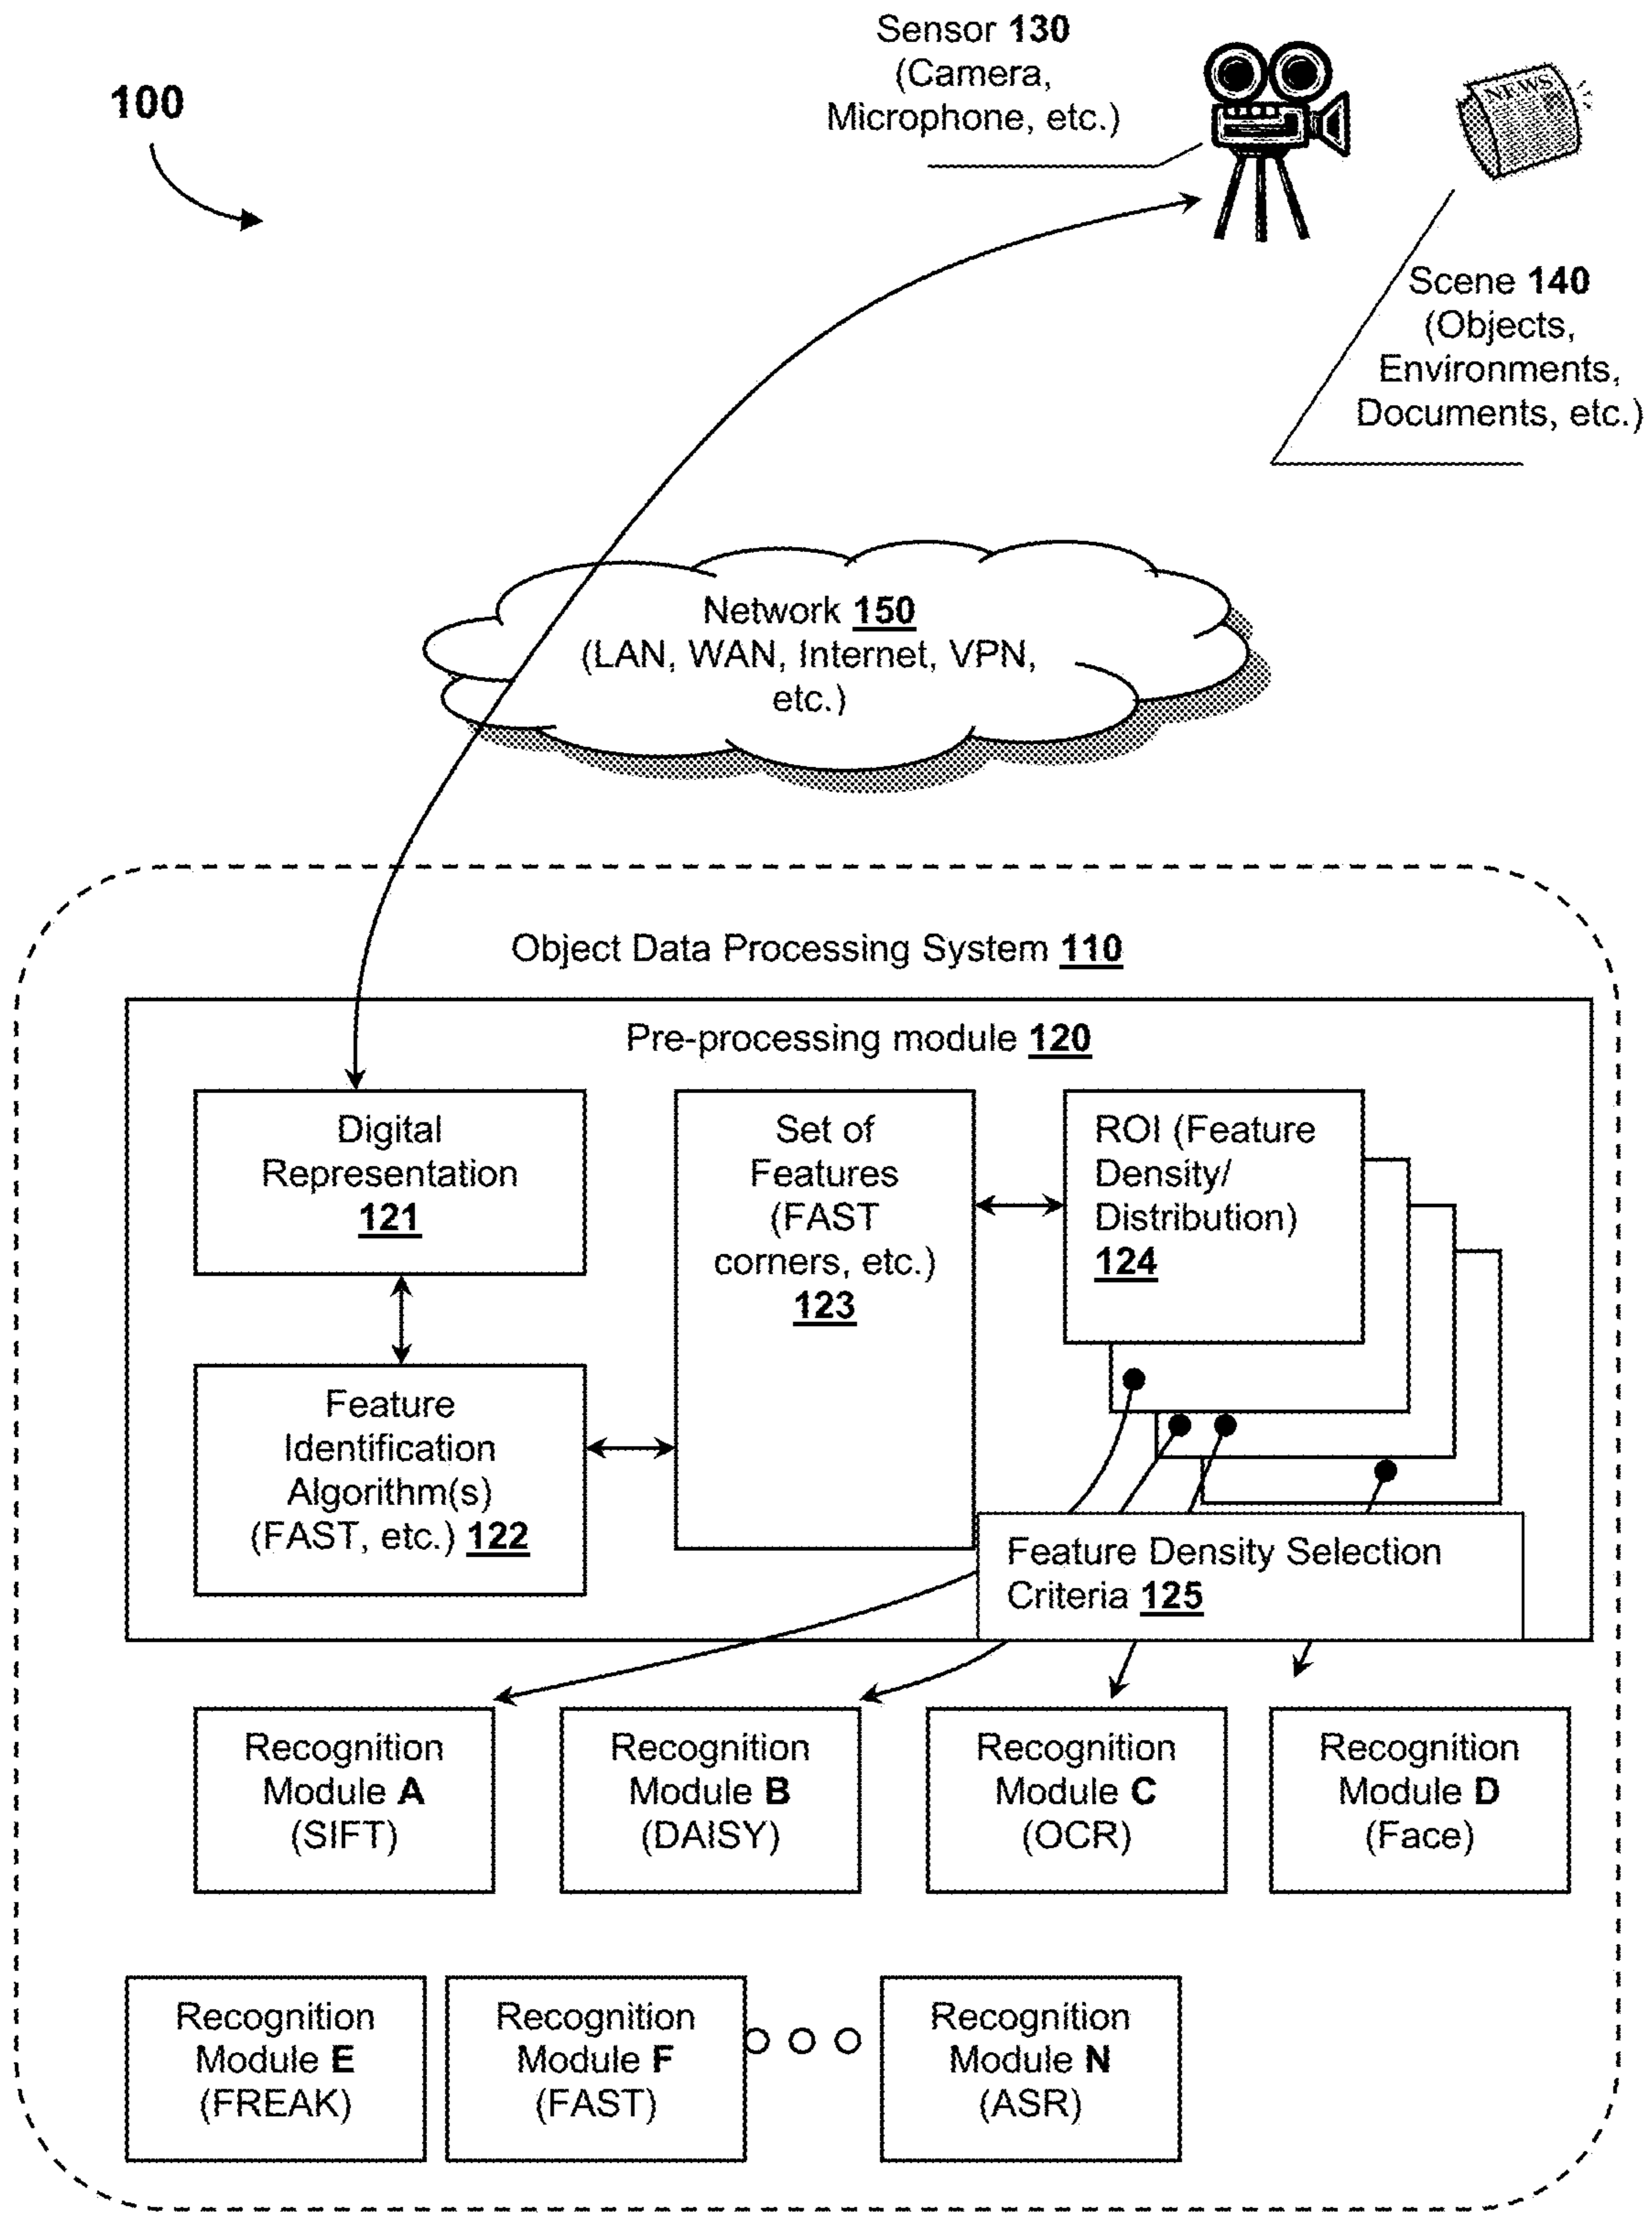 Sensor 130
(Camera,
Microphone, etc.)
100
NEWS
Scene 140
(Objects,
Environments,
Documents, etc.)
Network 150
(LAN, WAN, Internet, VPN,
etc.)
Object Data Processing System 110
Pre-processing module 120
Digital
Representation
121
Set of
Features
(FAST
corners, etc.)
123
ROI (Feature
Density/
Distribution)
124
Feature
Identification
Algorithm(s)
(FAST, etc.) 122
Feature Density Selection
Criteria 125
Recognition
Module A
(SIFT)
Recognition
Module B
(DAISY)
Recognition
Module C
(OCR)
Recognition
Module D
(Face)
Recognition
Module E
(FREAK)
Recognition
Module F
(FAST)
Recognition
Module N
(ASR)